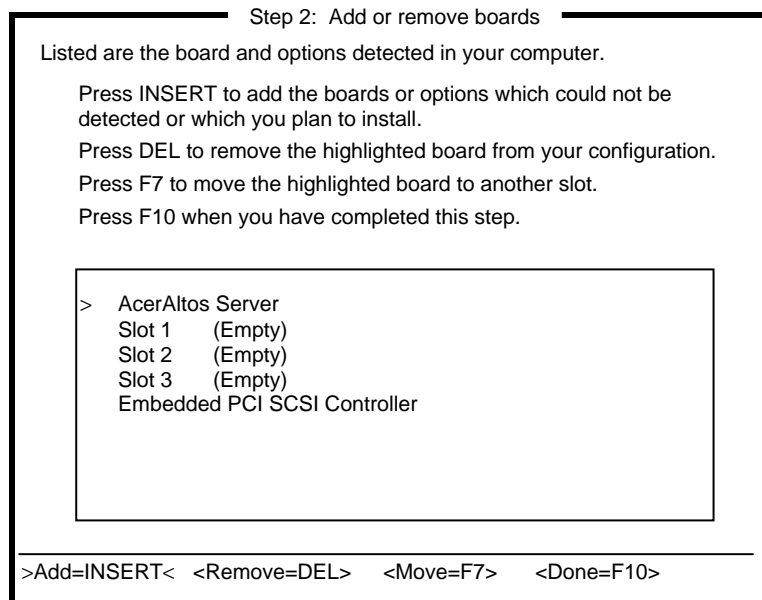 Step 2: Add or remove boards
Listed are the board and options detected in your computer.
Press INSERT to add the boards or options which could not be
detected or which you plan to install.
Press DEL to remove the highlighted board from your configuration.
Press F7 to move the highlighted board to another slot.
Press F10 when you have completed this step.
> AcerAltos Server
Slot 1 (Empty)
Slot 2 (Empty)
Slot 3 (Empty)
Embedded PCI SCSI Controller
>Add=INSERT< <Remove=DEL> <Move=F7> <Done=F10>